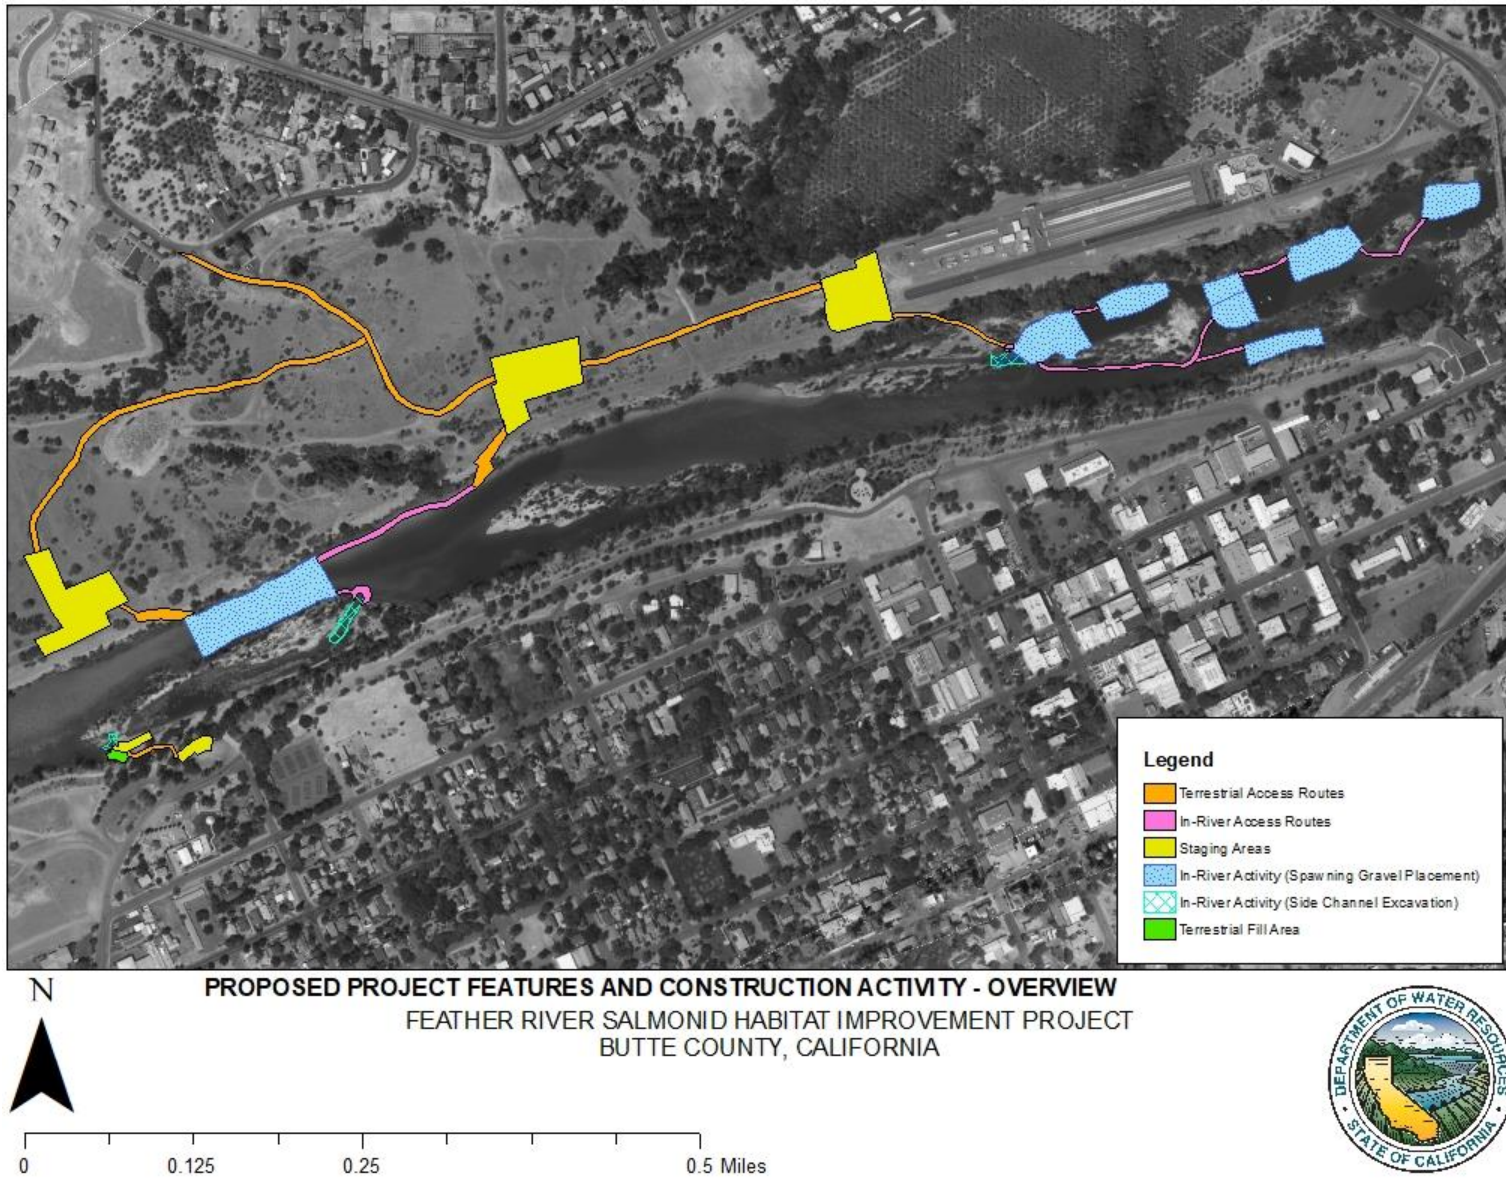 Legend
Terrestrial Access Routes
In-River Access Routes
Staging Areas
In-River Activity (Spawning Gravel Placement)
In-River Activity (Side Channel Excavation)
Terrestrial Fill Area
N
PROPOSED PROJECT FEATURES AND CONSTRUCTION ACTIVITY - OVERVIEW
FEATHER RIVER SALMONID HABITAT IMPROVEMENT PROJECT
BUTTE COUNTY, CALIFORNIA
0 0.125 0.25 0.5 Miles
DEPARTMENT OF WATER RESOURCES
STATE OF CALIFORNIA